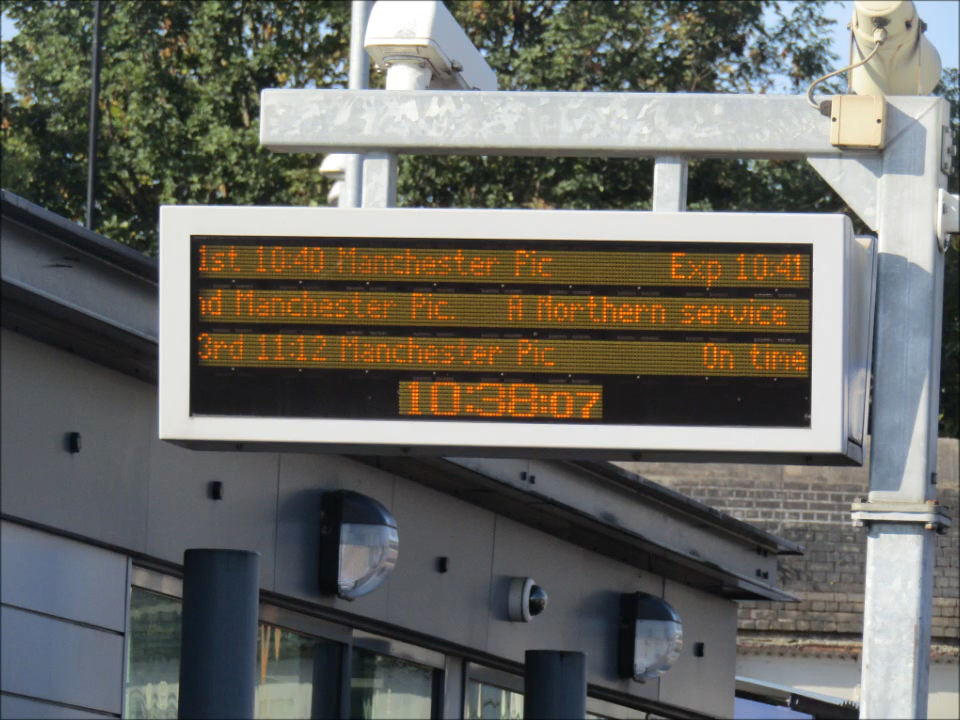 1st 10:40 Manchester Pic Exp 10:41
nd Manchester Pic. A Northern service
3rd 11:12 Manchester Pic On time
10:38:07